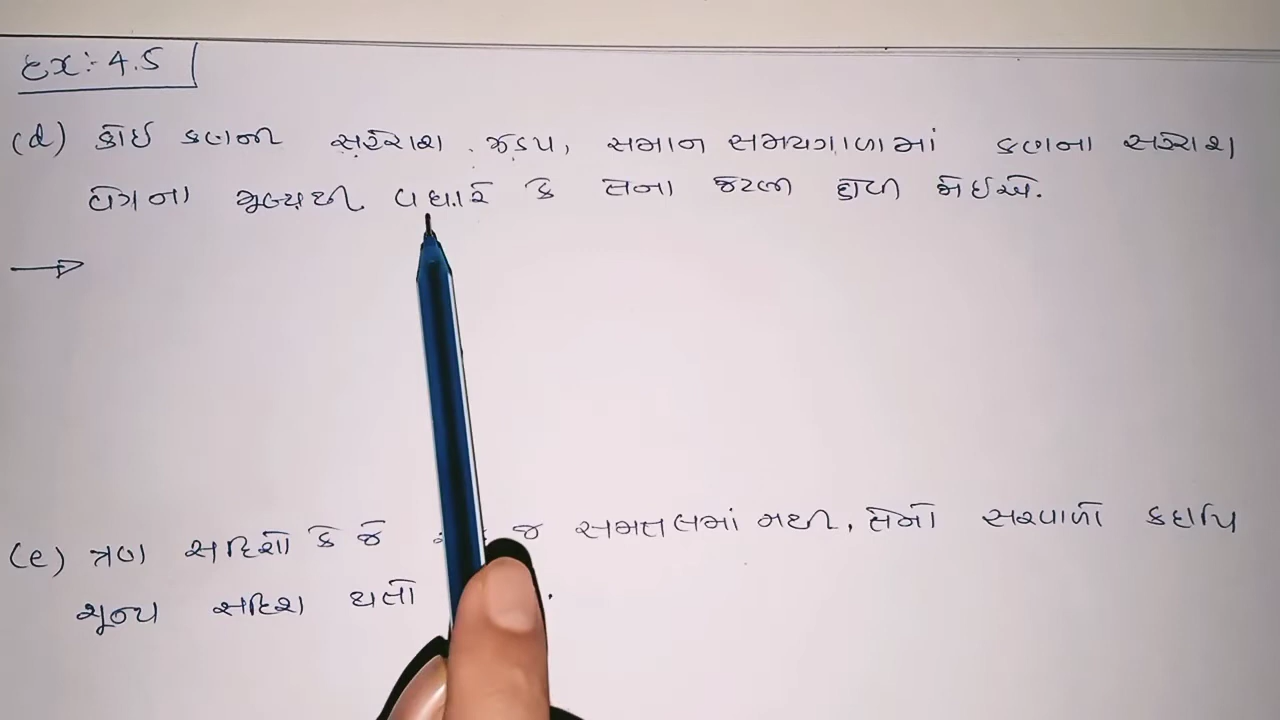 Ex:- 4.5
(d) કોઈ કણની સરેરાશ ઝડપ, સમાન સમયગાળામાં કણના સરેરાશ
વેગના મૂલ્યથી વધારે કે તેના જેટલી હોવી જોઈએ.
(e) ત્રણ સદિશો કે જે જ સમતલમાં નથી, તેમનો સરવાળો કદાપિ
શૂન્ય સદિશ થતો